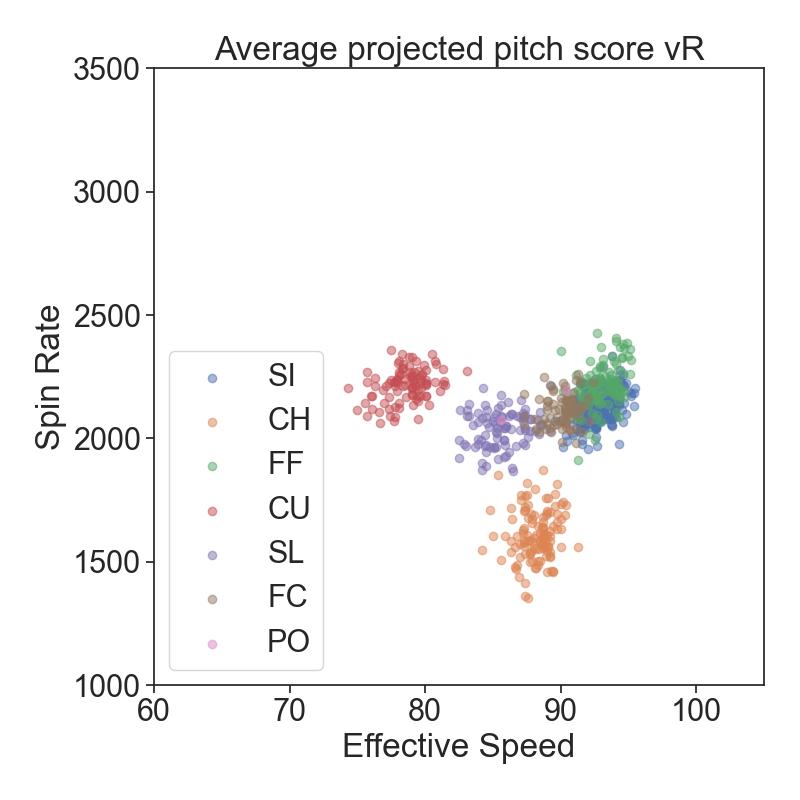 Average projected pitch score vR
3500
3000
2500
2000
1500
1000
Spin Rate
SI
CH
FF
CU
SL
FC
PO
60 70 80 90 100
Effective Speed